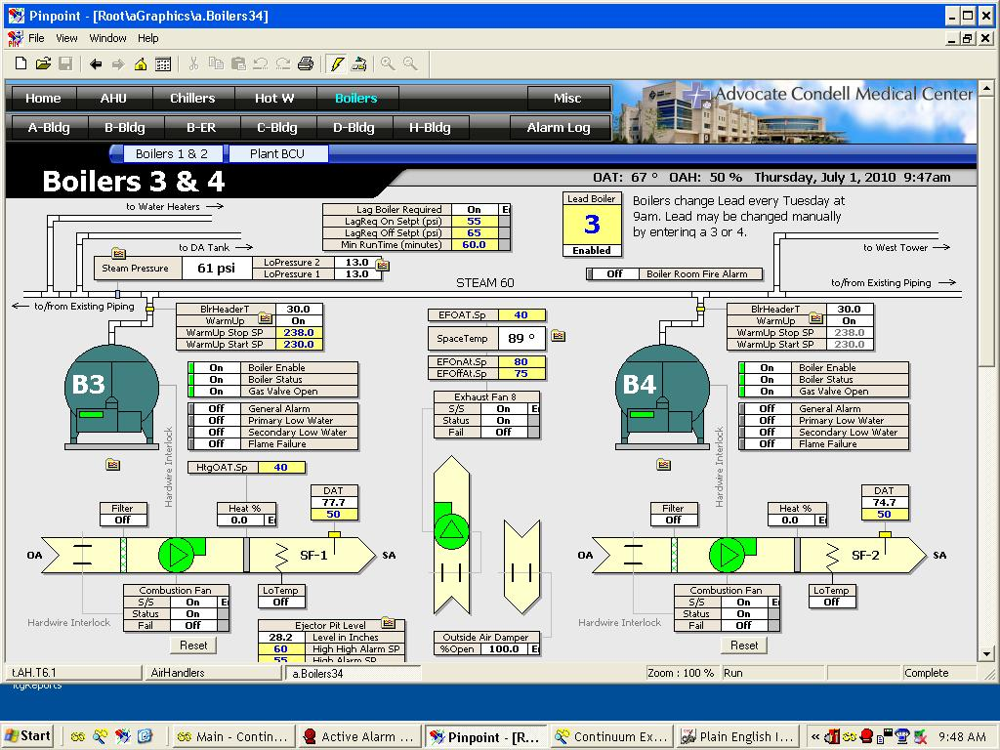 Pinpoint - [Root\aGraphics\a.Boilers34]
File View Window Help
Home AHU Chillers Hot W Boilers Misc
Advocate Condell Medical Center
A-Bldg B-Bldg B-ER C-Bldg D-Bldg H-Bldg Alarm Log
Boilers 1 & 2 Plant BCU
Boilers 3 & 4
OAT: 67 ° OAH: 50 % Thursday, July 1, 2010 9:47am
to Water Heaters
Lag Boiler Required On
LagReq On Setpt (psi) 55
LagReq Off Setpt (psi) 65
Min RunTime (minutes) 60.0
Lead Boiler
3
Enabled
Boilers change Lead every Tuesday at
9am. Lead may be changed manually
by entering a 3 or 4.
to DA Tank
to West Tower
Steam Pressure 61 psi
LoPressure 2 13.0
LoPressure 1 13.0
Off Boiler Room Fire Alarm
STEAM 60
to/from Existing Piping
to/from Existing Piping
BlrHeaderT 30.0
WarmUp On
WarmUp Stop SP 238.0
WarmUp Start SP 230.0
EFOAT.Sp 40
SpaceTemp 89 °
EFOnAt.Sp 80
EFOffAt.Sp 75
BlrHeaderT 30.0
WarmUp On
WarmUp Stop SP 238.0
WarmUp Start SP 230.0
B3
On Boiler Enable
On Boiler Status
On Gas Valve Open
Off General Alarm
Off Primary Low Water
Off Secondary Low Water
Off Flame Failure
Exhaust Fan 8
S/S On
Status On
Fail Off
B4
On Boiler Enable
On Boiler Status
On Gas Valve Open
Off General Alarm
Off Primary Low Water
Off Secondary Low Water
Off Flame Failure
Hardwire Interlock
Hardwire Interlock
HtgOAT.Sp 40
DAT
77.7
50
Filter
Off
Heat %
0.0
DAT
74.7
50
Filter
Off
Heat %
0.0
OA SF-1 SA
OA SF-2 SA
Combustion Fan
S/S On
Status On
Fail Off
LoTemp
Off
Hardwire Interlock
Reset
Combustion Fan
S/S On
Status On
Fail Off
LoTemp
Off
Hardwire Interlock
Reset
Ejector Pit Level
28.2 Level in Inches
60 High High Alarm SP
55 High Alarm SP
Outside Air Damper
%Open 100.0
t.AH.T6.1 AirHandlers a.Boilers34 Zoom : 100 % Run Complete
Start Main - Contin... Active Alarm ... Pinpoint - [R... Continuum Ex... Plain English I... 9:48 AM